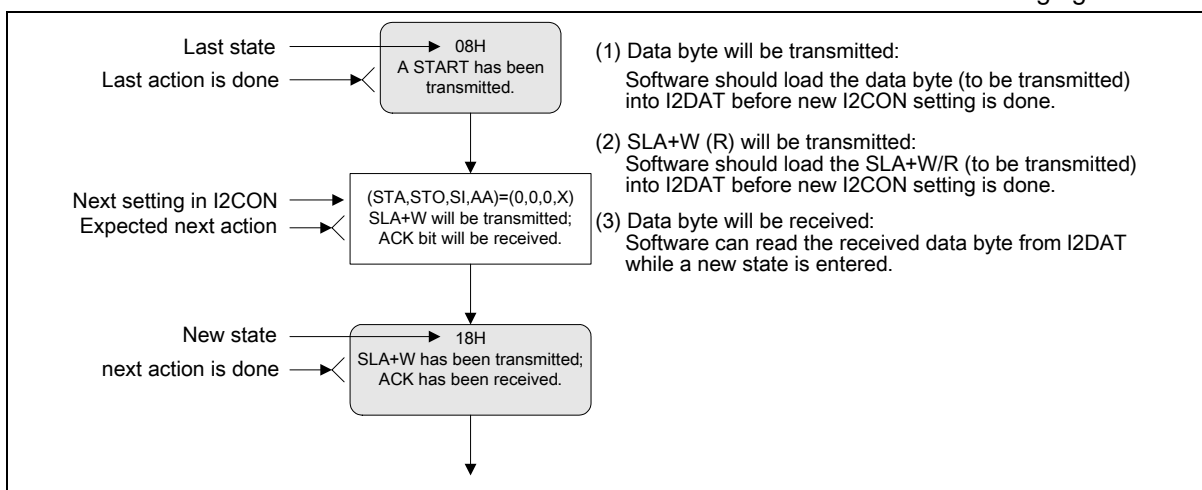 Last state
Last action is done
08H
A START has been
transmitted.
Next setting in I2CON
Expected next action
(STA,STO,SI,AA)=(0,0,0,X)
SLA+W will be transmitted;
ACK bit will be received.
New state
next action is done
18H
SLA+W has been transmitted;
ACK has been received.
(1) Data byte will be transmitted:
Software should load the data byte (to be transmitted)
into I2DAT before new I2CON setting is done.
(2) SLA+W (R) will be transmitted:
Software should load the SLA+W/R (to be transmitted)
into I2DAT before new I2CON setting is done.
(3) Data byte will be received:
Software can read the received data byte from I2DAT
while a new state is entered.